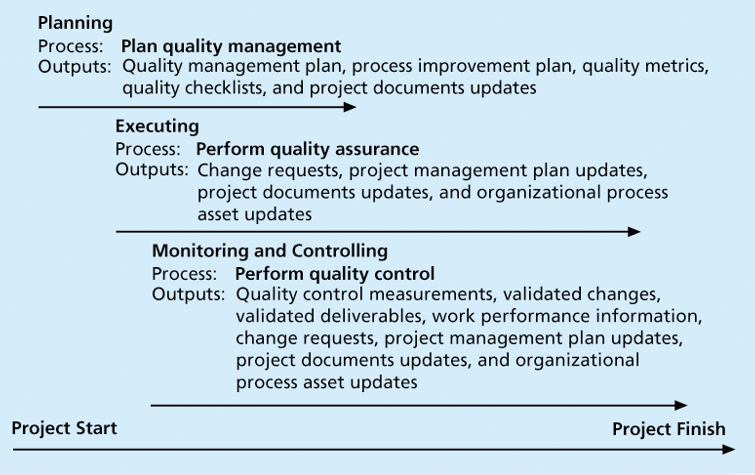 Planning
Process: Plan quality management
Outputs: Quality management plan, process improvement plan, quality metrics,
quality checklists, and project documents updates
Executing
Process: Perform quality assurance
Outputs: Change requests, project management plan updates,
project documents updates, and organizational process
asset updates
Monitoring and Controlling
Process: Perform quality control
Outputs: Quality control measurements, validated changes,
validated deliverables, work performance information,
change requests, project management plan updates,
project documents updates, and organizational
process asset updates
Project Start Project Finish